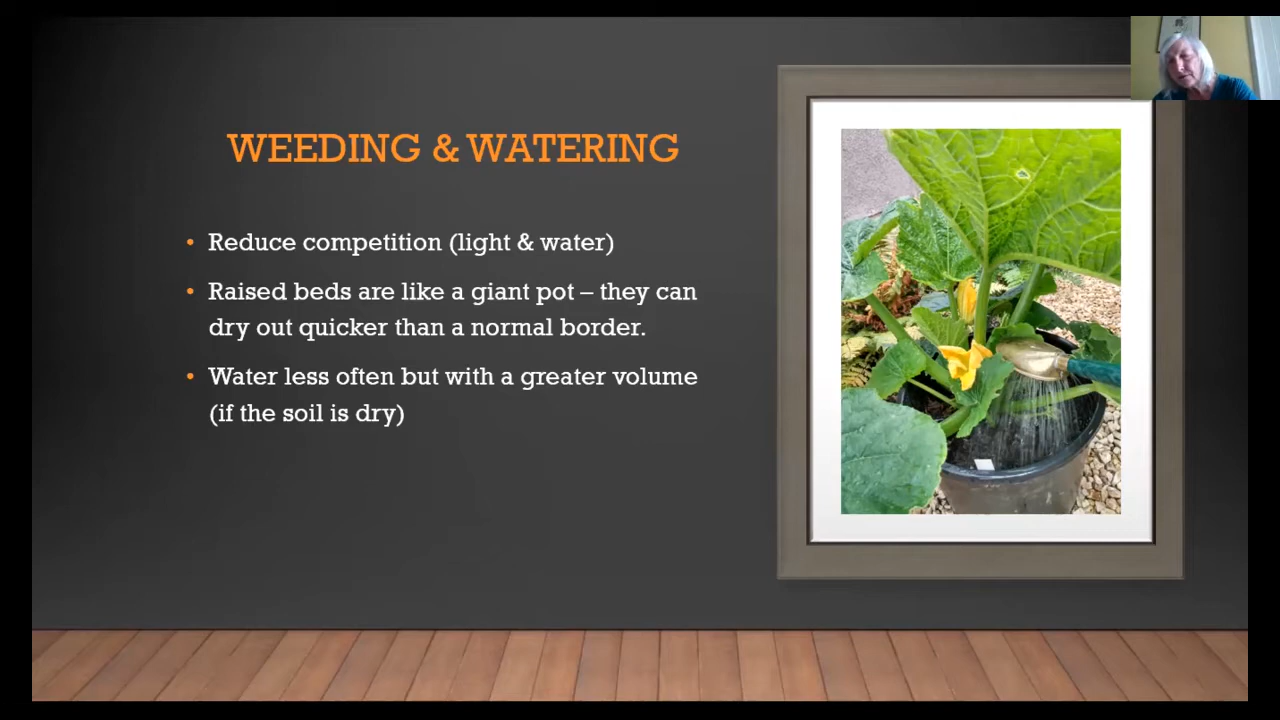 WEEDING & WATERING
• Reduce competition (light & water)
• Raised beds are like a giant pot – they can
dry out quicker than a normal border.
• Water less often but with a greater volume
(if the soil is dry)